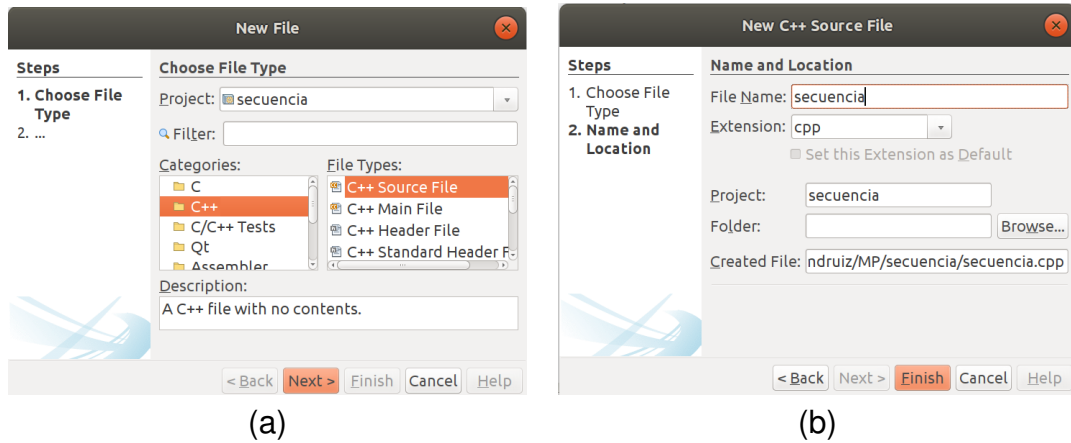 New File
Steps
1. Choose File
Type
2. ...
Choose File Type
Project: secuencia
Filter:
Categories:
C
C++
C/C++ Tests
Qt
Assembler
File Types:
C++ Source File
C++ Main File
C++ Header File
C++ Standard Header F
Description:
A C++ file with no contents.
< Back Next > Finish Cancel Help
(a)
New C++ Source File
Steps
1. Choose File
Type
2. Name and
Location
Name and Location
File Name: secuencia
Extension: cpp
Set this Extension as Default
Project: secuencia
Folder: Browse...
Created File: ndruiz/MP/secuencia/secuencia.cpp
< Back Next > Finish Cancel Help
(b)